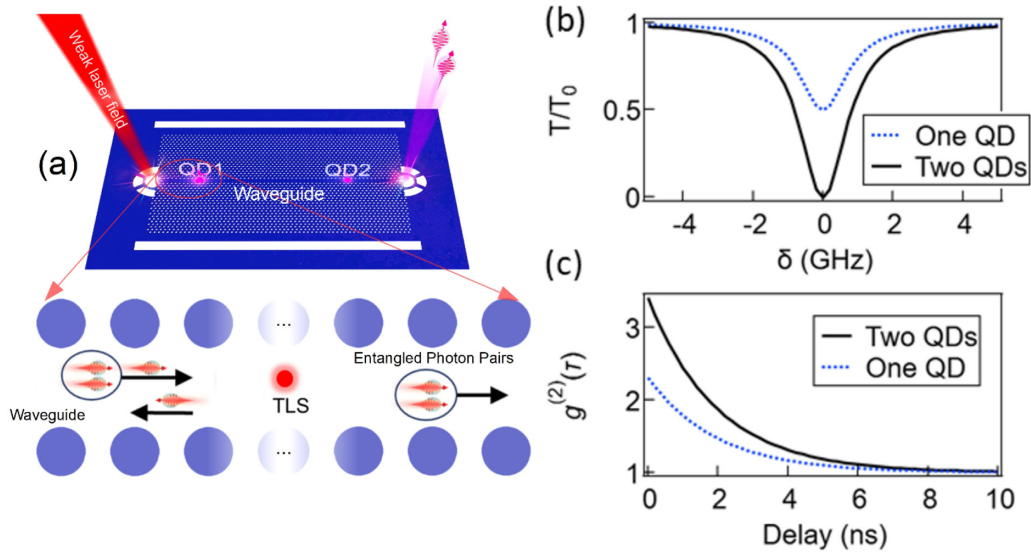 (a)
Weak laser field
QD1
QD2
Waveguide
...
...
Entangled Photon Pairs
Waveguide
TLS
(b)
T/T0
1
0.5
0
-4 -2 0 2 4
δ (GHz)
One QD
Two QDs
(c)
g(2)(τ)
3
2
1
0 2 4 6 8 10
Delay (ns)
Two QDs
One QD